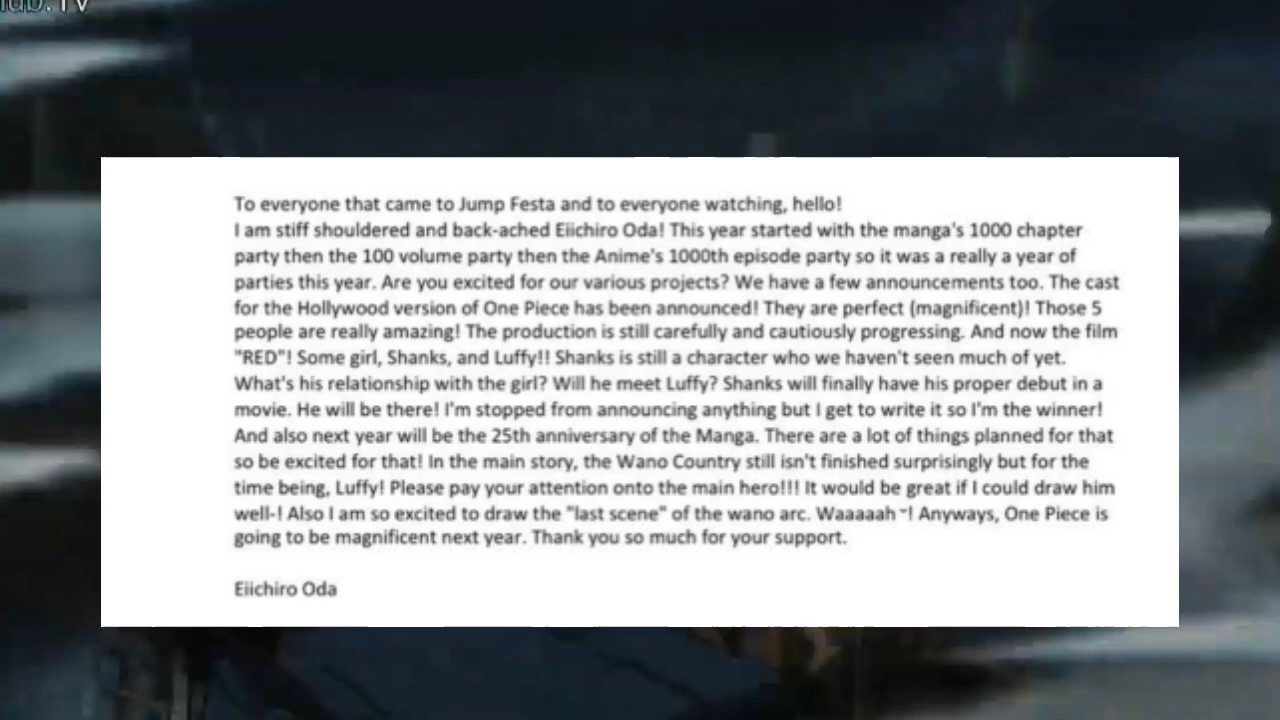 To everyone that came to Jump Festa and to everyone watching, hello!
I am stiff shouldered and back-ached Eiichiro Oda! This year started with the manga's 1000 chapter
party then the 100 volume party then the Anime's 1000th episode party so it was a really a year of
parties this year. Are you excited for our various projects? We have a few announcements too. The cast
for the Hollywood version of One Piece has been announced! They are perfect (magnificent)! Those 5
people are really amazing! The production is still carefully and cautiously progressing. And now the film
"RED"! Some girl, Shanks, and Luffy!! Shanks is still a character who we haven't seen much of yet.
What's his relationship with the girl? Will he meet Luffy? Shanks will finally have his proper debut in a
movie. He will be there! I'm stopped from announcing anything but I get to write it so I'm the winner!
And also next year will be the 25th anniversary of the Manga. There are a lot of things planned for that
so be excited for that! In the main story, the Wano Country still isn't finished surprisingly but for the
time being, Luffy! Please pay your attention onto the main hero!!! It would be great if I could draw him
well-! Also I am so excited to draw the "last scene" of the wano arc. Waaaaah~! Anyways, One Piece is
going to be magnificent next year. Thank you so much for your support.
Eiichiro Oda